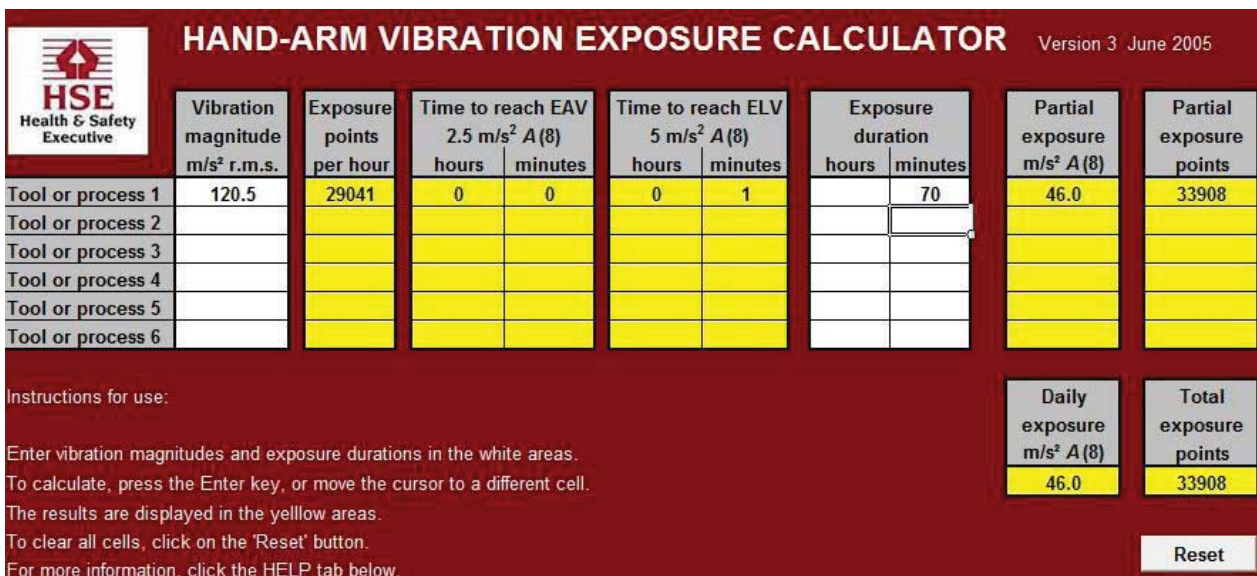 HAND-ARM VIBRATION EXPOSURE CALCULATOR Version 3 June 2005
HSE
Health & Safety
Executive
Vibration magnitude m/s² r.m.s.
Exposure points per hour
Time to reach EAV 2.5 m/s² A(8) hours minutes
Time to reach ELV 5 m/s² A(8) hours minutes
Exposure duration hours minutes
Partial exposure m/s² A(8)
Partial exposure points
Tool or process 1 120.5 29041 0 0 0 1 70 46.0 33908
Tool or process 2
Tool or process 3
Tool or process 4
Tool or process 5
Tool or process 6
Instructions for use:
Enter vibration magnitudes and exposure durations in the white areas.
To calculate, press the Enter key, or move the cursor to a different cell.
The results are displayed in the yelllow areas.
To clear all cells, click on the 'Reset' button.
For more information, click the HELP tab below.
Daily exposure m/s² A(8)
46.0
Total exposure points
33908
Reset